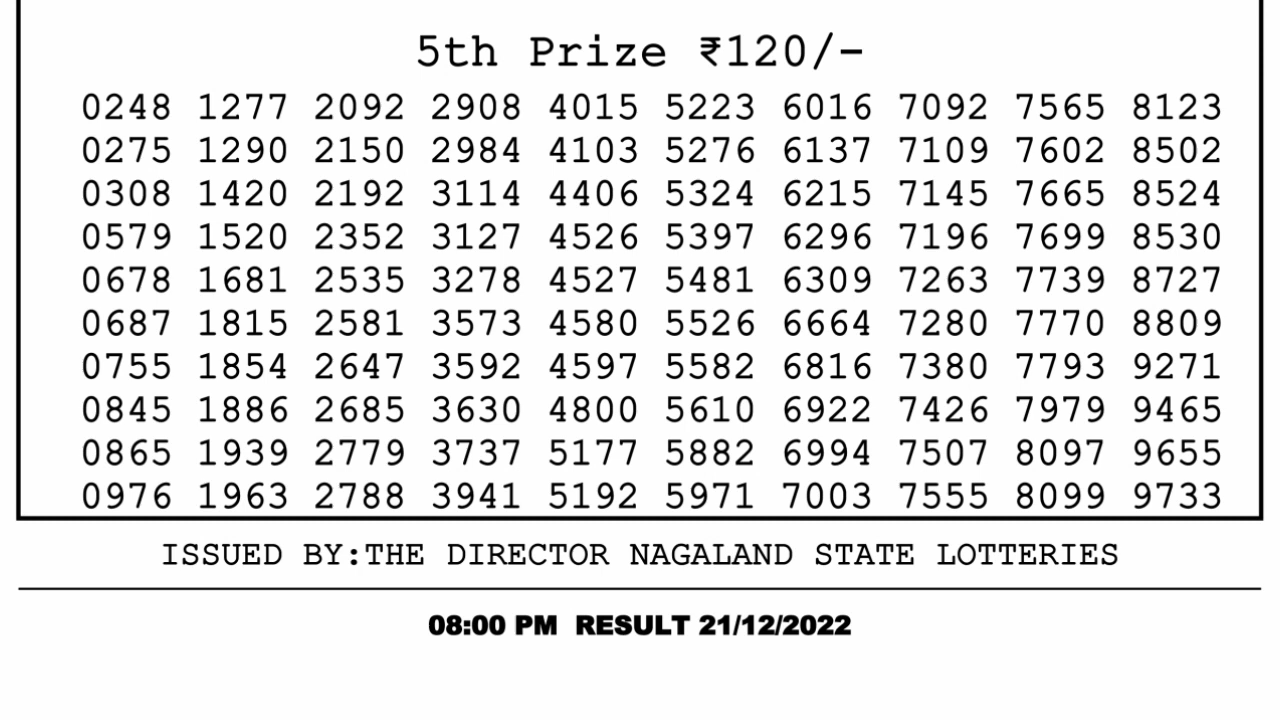 5th Prize ₹120/-
0248 1277 2092 2908 4015 5223 6016 7092 7565 8123
0275 1290 2150 2984 4103 5276 6137 7109 7602 8502
0308 1420 2192 3114 4406 5324 6215 7145 7665 8524
0579 1520 2352 3127 4526 5397 6296 7196 7699 8530
0678 1681 2535 3278 4527 5481 6309 7263 7739 8727
0687 1815 2581 3573 4580 5526 6664 7280 7770 8809
0755 1854 2647 3592 4597 5582 6816 7380 7793 9271
0845 1886 2685 3630 4800 5610 6922 7426 7979 9465
0865 1939 2779 3737 5177 5882 6994 7507 8097 9655
0976 1963 2788 3941 5192 5971 7003 7555 8099 9733
ISSUED BY:THE DIRECTOR NAGALAND STATE LOTTERIES
08:00 PM RESULT 21/12/2022